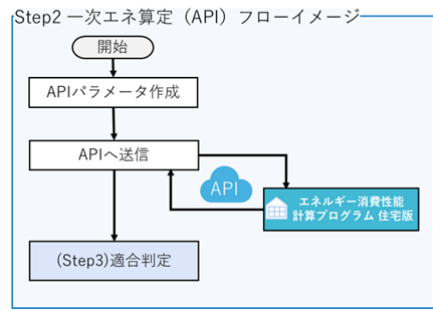 Step2 一次エネ算定（API）フローイメージ
開始
APIパラメータ作成
APIへ送信
API
エネルギー消費性能
計算プログラム 住宅版
(Step3)適合判定